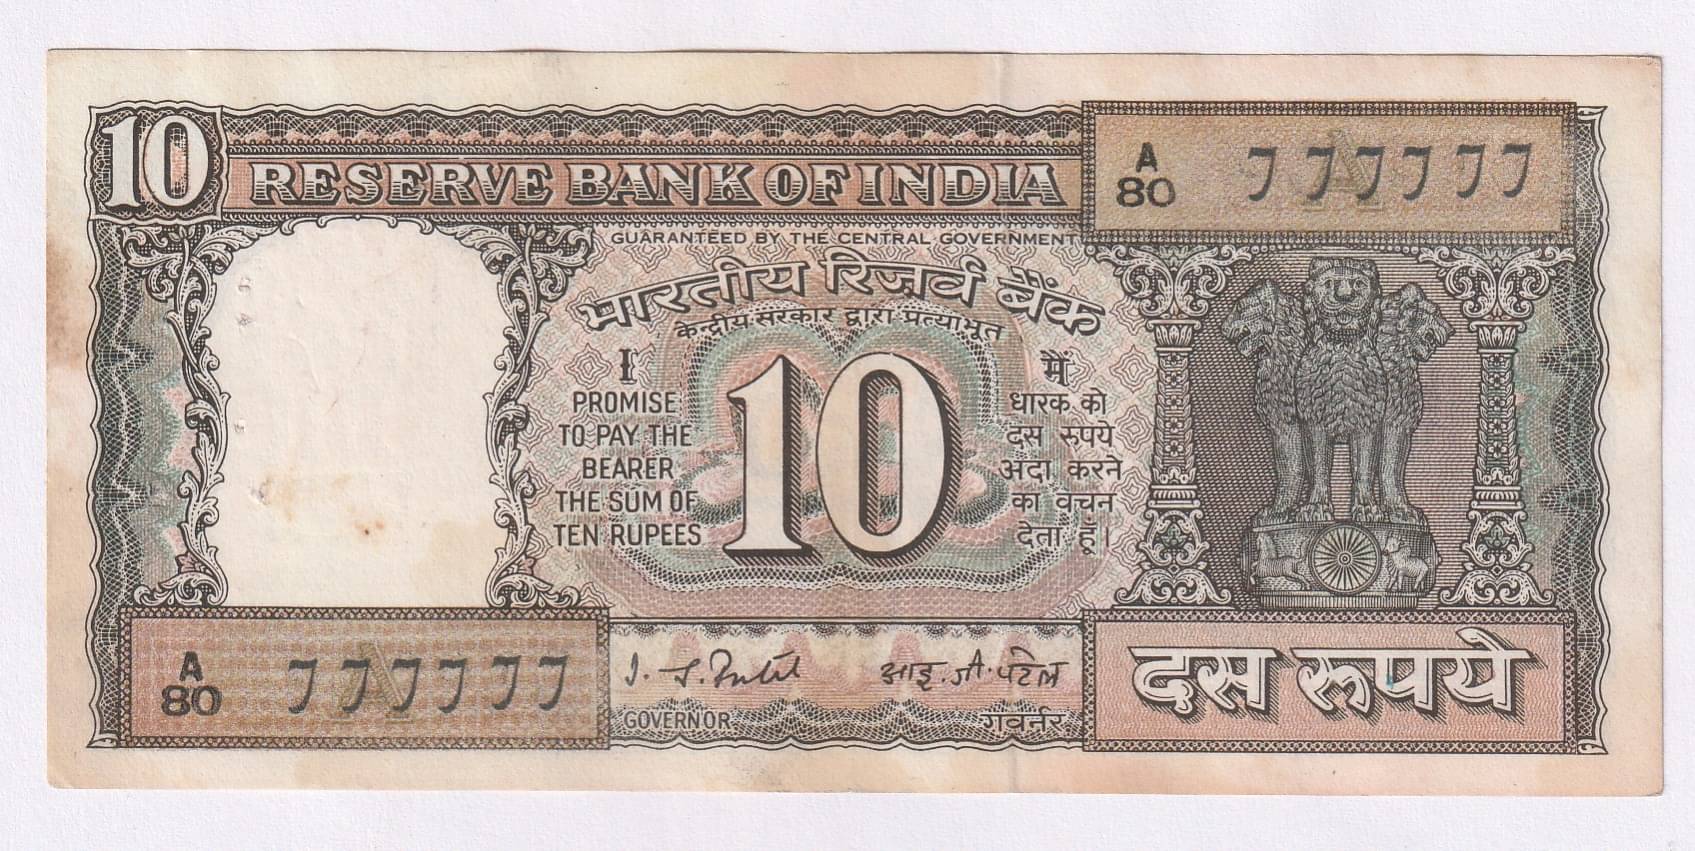 10
RESERVE BANK OF INDIA
A
80 777777
GUARANTEED BY THE CENTRAL GOVERNMENT
भारतीय रिज़र्व बैंक
केन्द्रीय सरकार द्वारा प्रत्याभूत
I
PROMISE
TO PAY THE
BEARER
THE SUM OF
TEN RUPEES
10
मैं
धारक को
दस रुपये
अदा करने
का वचन
देता हूं।
A
80 777777
I. G. Patel
आइ. जी. पटेल
GOVERNOR
गवर्नर
दस रूपये